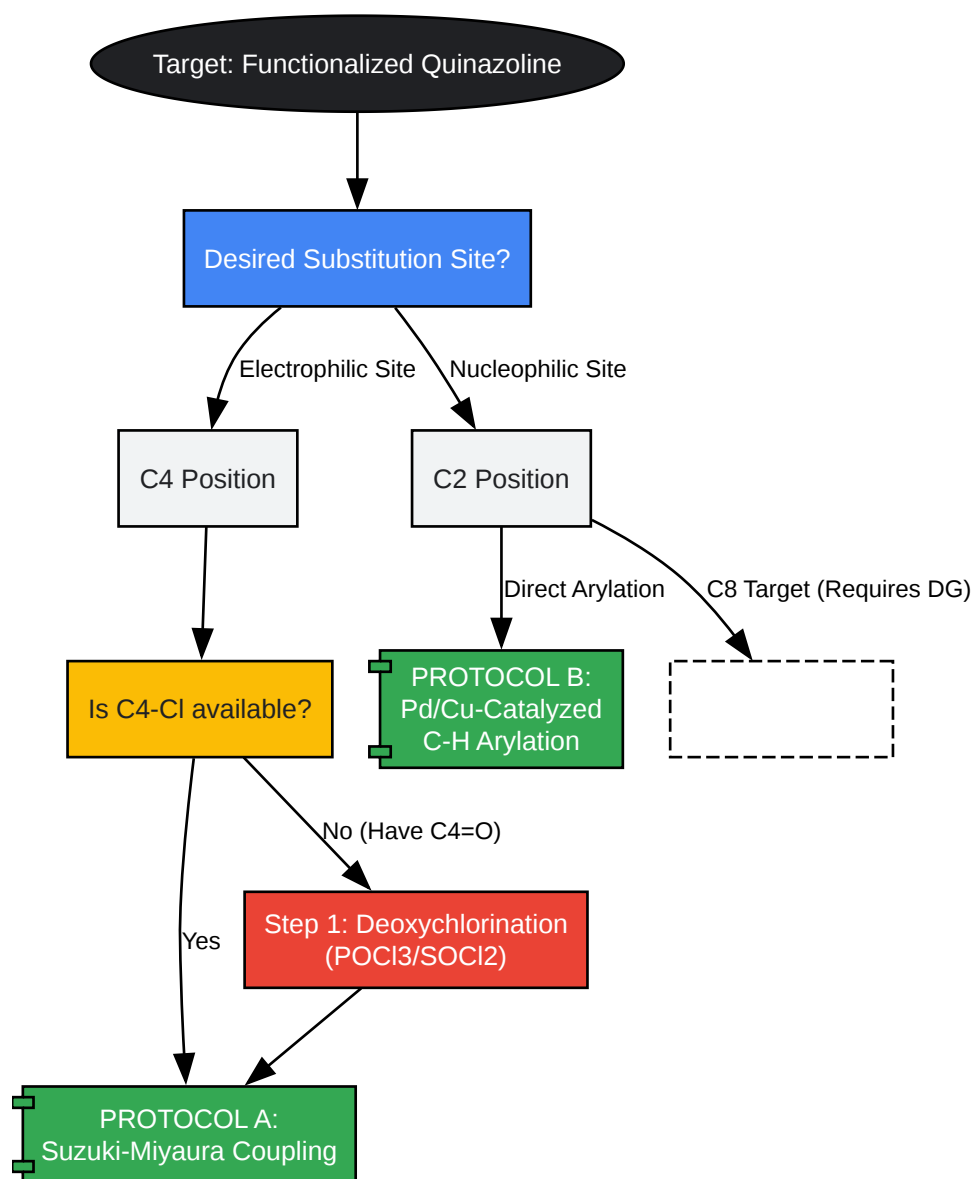 Target: Functionalized Quinazoline
Desired Substitution Site?
Electrophilic Site
Nucleophilic Site
C4 Position
C2 Position
Direct Arylation
C8 Target (Requires DG)
Is C4-Cl available?
PROTOCOL B:
Pd/Cu-Catalyzed
C-H Arylation
No (Have C4=O)
Step 1: Deoxychlorination
(POCl3/SOCl2)
Yes
PROTOCOL A:
Suzuki-Miyaura Coupling